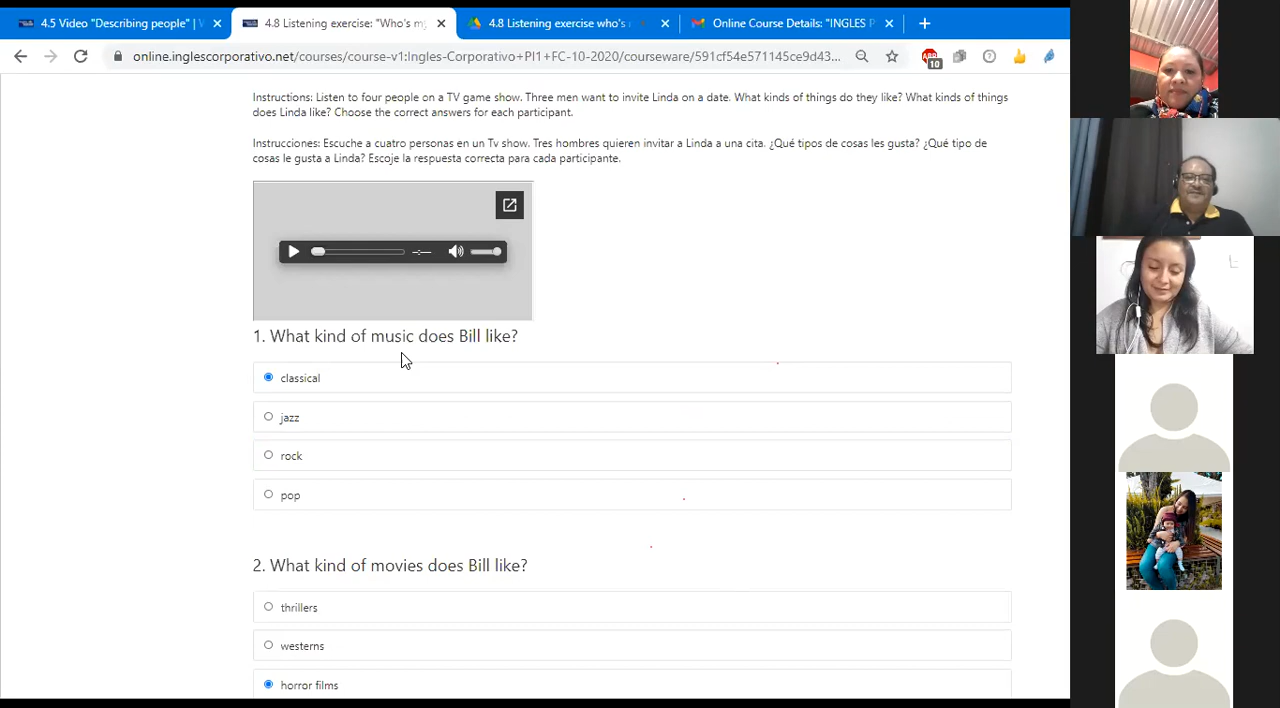 4.5 Video "Describing people" |
4.8 Listening exercise: "Who's my
4.8 Listening exercise who's
Online Course Details: "INGLES P
online.inglescorporativo.net/courses/course-v1:Ingles-Corporativo+PI1+FC-10-2020/courseware/591cf54e571145ce9d43...
10
Instructions: Listen to four people on a TV game show. Three men want to invite Linda on a date. What kinds of things do they like? What kinds of things
does Linda like? Choose the correct answers for each participant.
Instrucciones: Escuche a cuatro personas en un Tv show. Tres hombres quieren invitar a Linda a una cita. ¿Qué tipos de cosas les gusta? ¿Qué tipo de
cosas le gusta a Linda? Escoje la respuesta correcta para cada participante.
1. What kind of music does Bill like?
classical
jazz
rock
pop
2. What kind of movies does Bill like?
thrillers
westerns
horror films